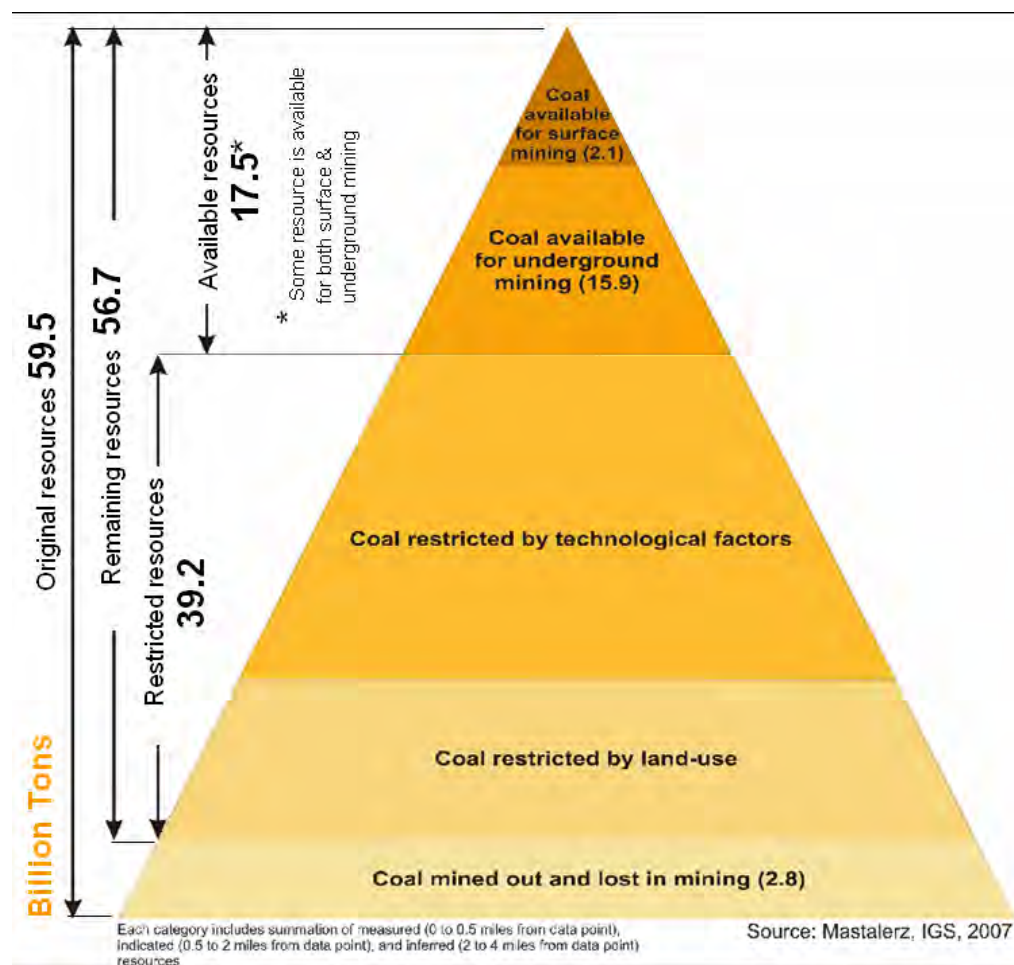 Original resources 59.5
Remaining resources 56.7
Restricted resources
39.2
Available resources
17.5*
* Some resource is available
for both surface &
underground mining
Billion Tons
Coal
available
for surface
mining (2.1)
Coal available
for underground
mining (15.9)
Coal restricted by technological factors
Coal restricted by land-use
Coal mined out and lost in mining (2.8)
Each category includes summation of measured (0 to 0.5 miles from data point),
indicated (0.5 to 2 miles from data point), and inferred (2 to 4 miles from data point)
resources
Source: Mastalerz, IGS, 2007